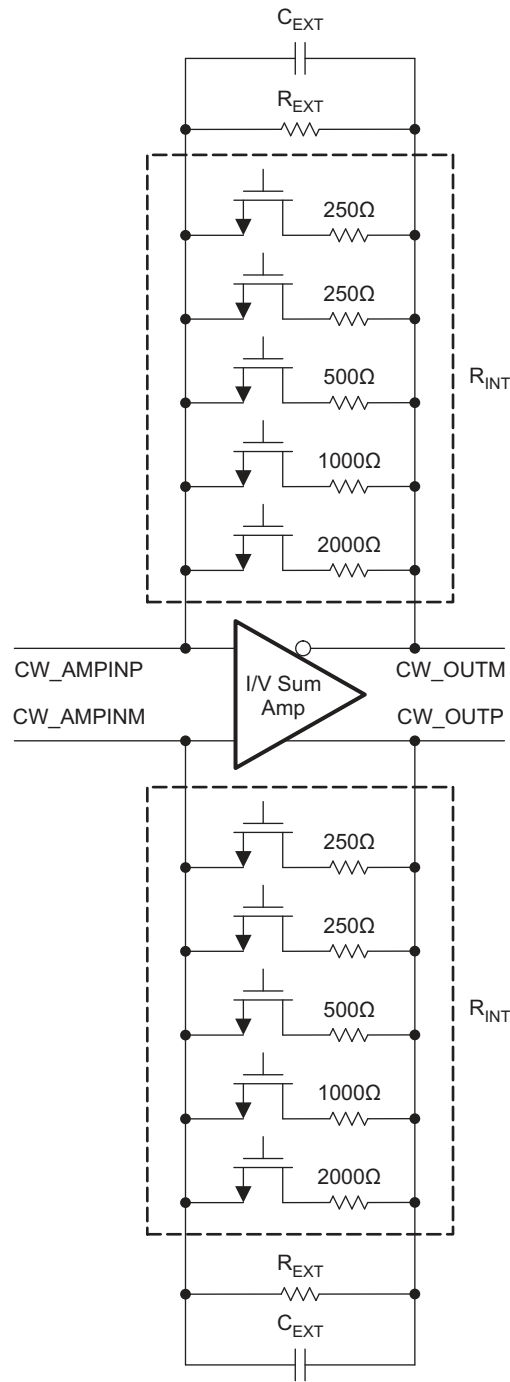 C_EXT
R_EXT
250Ω
250Ω
500Ω
R_INT
1000Ω
2000Ω
CW_AMPINP
I/V Sum
Amp
CW_OUTM
CW_AMPINM
CW_OUTP
250Ω
250Ω
500Ω
R_INT
1000Ω
2000Ω
R_EXT
C_EXT